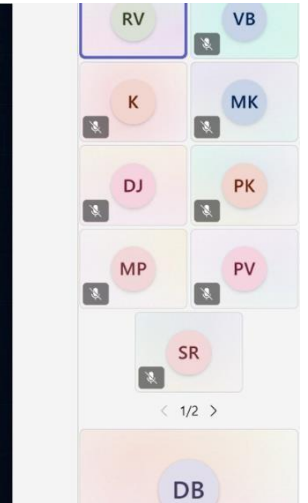 RV VB
K MK
DJ PK
MP PV
SR
1/2
DB